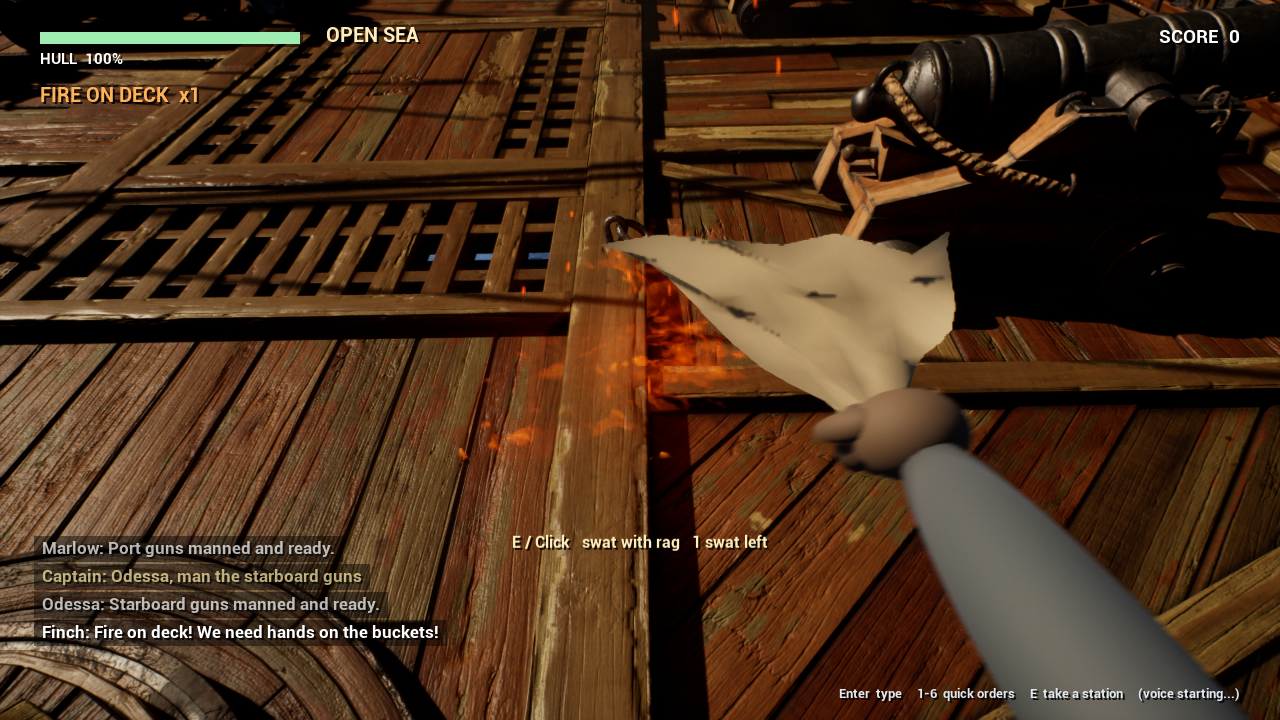 OPEN SEA
SCORE 0
HULL 100%
FIRE ON DECK x1
E / Click swat with rag 1 swat left
Marlow: Port guns manned and ready.
Captain: Odessa, man the starboard guns
Odessa: Starboard guns manned and ready.
Finch: Fire on deck! We need hands on the buckets!
Enter type 1-6 quick orders E take a station (voice starting...)